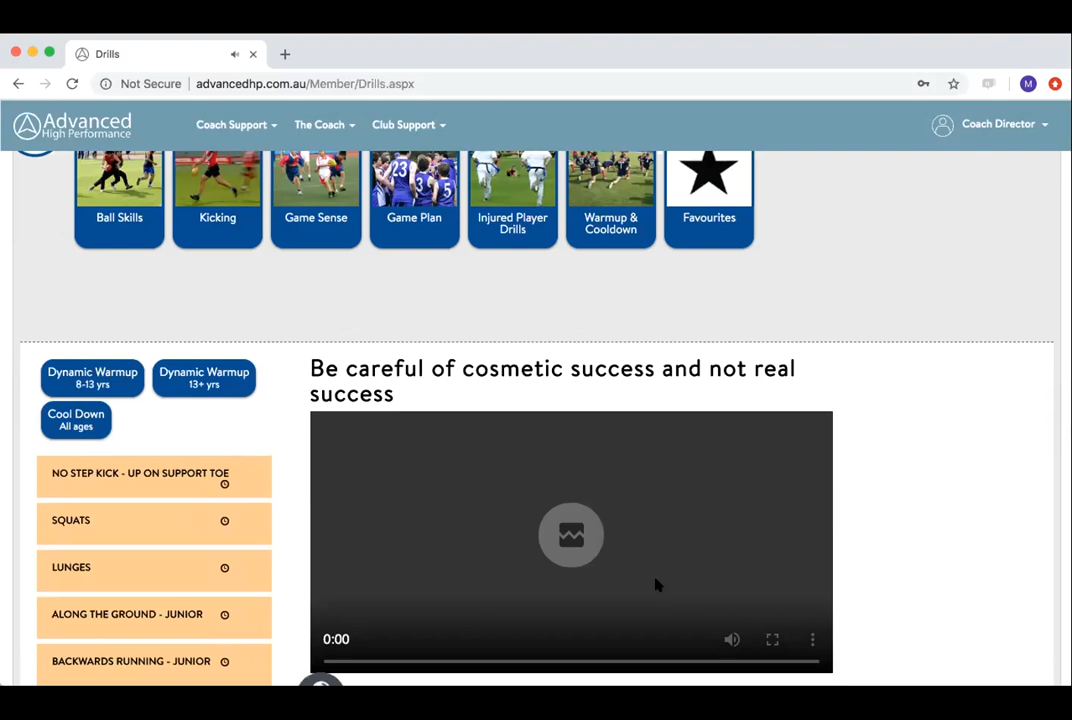 Drills
Not Secure
advancedhp.com.au/Member/Drills.aspx
M
Advanced
High Performance
Coach Support
The Coach
Club Support
Coach Director
23
3
5
Ball Skills
Kicking
Game Sense
Game Plan
Injured Player
Drills
Warmup &
Cooldown
Favourites
Dynamic Warmup
8-13 yrs
Dynamic Warmup
13+ yrs
Cool Down
All ages
Be careful of cosmetic success and not real
success
NO STEP KICK - UP ON SUPPORT TOE
SQUATS
LUNGES
ALONG THE GROUND - JUNIOR
BACKWARDS RUNNING - JUNIOR
0:00